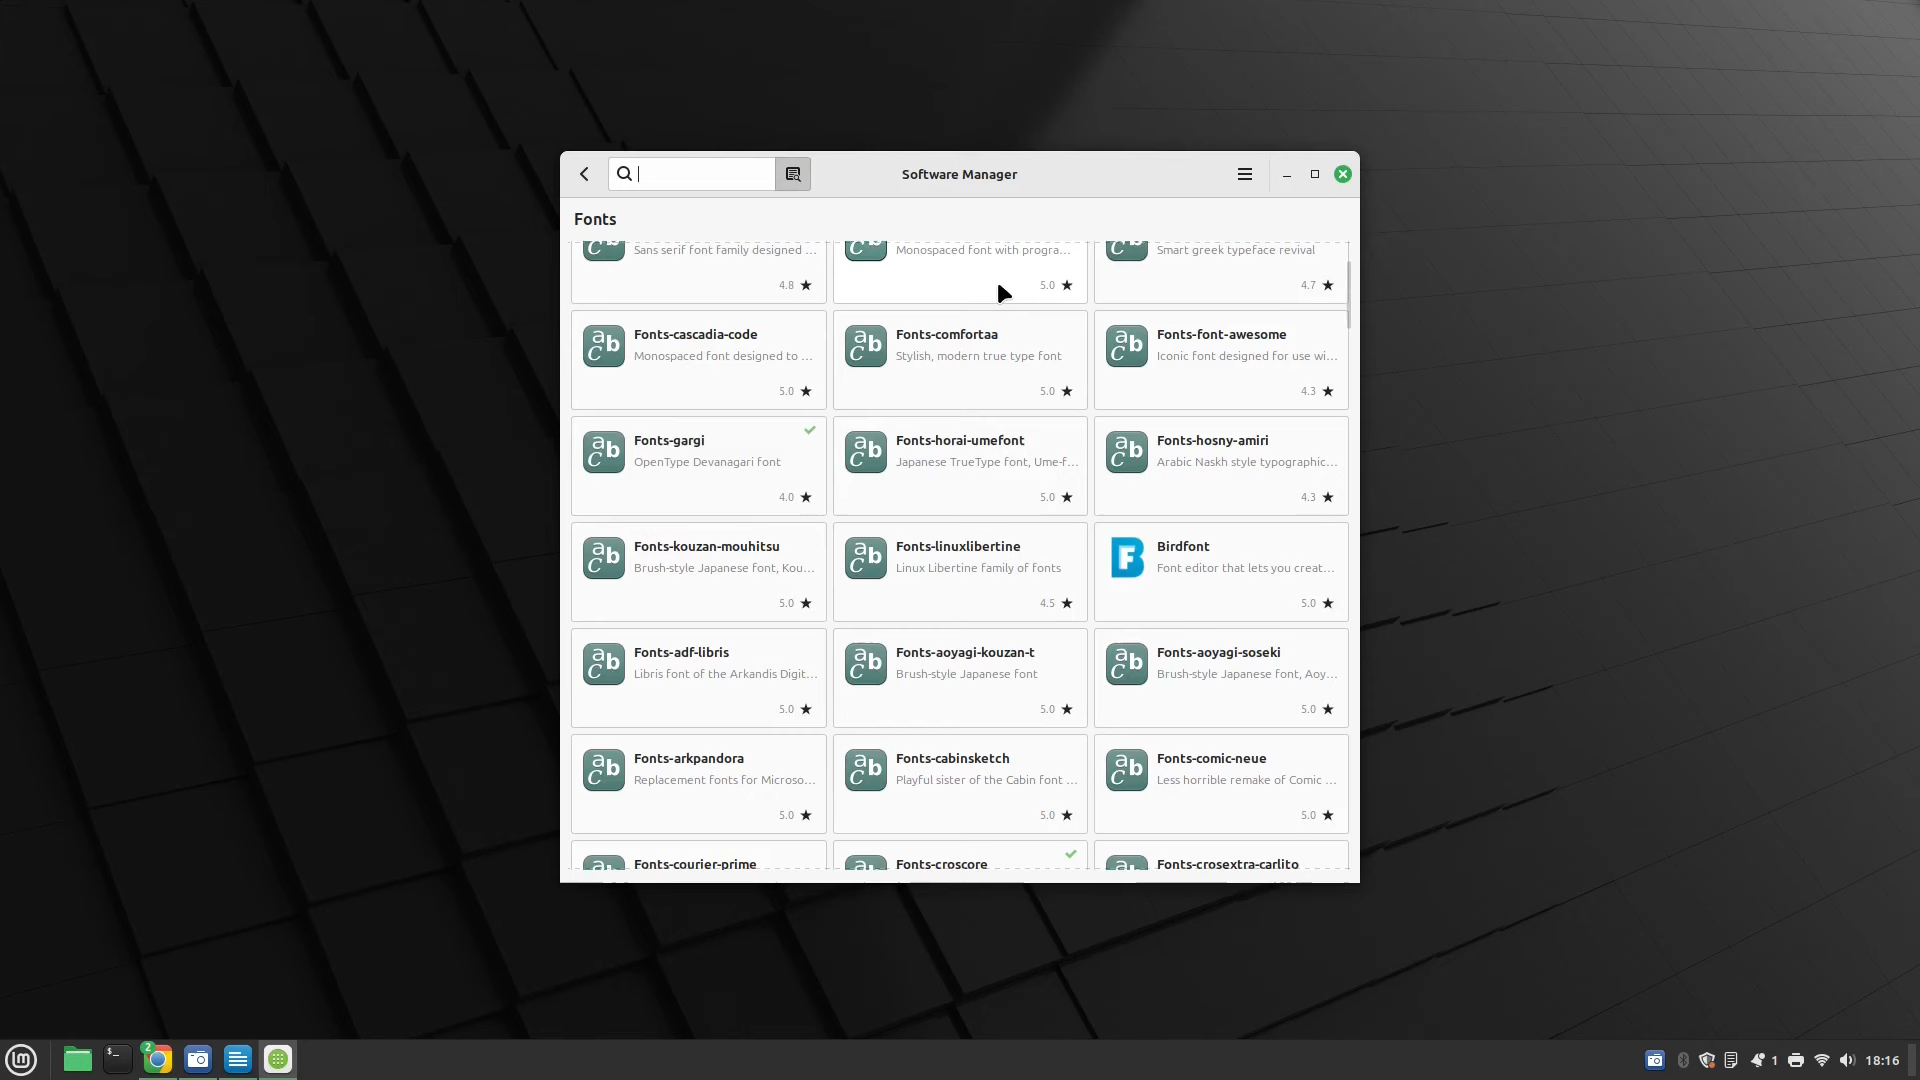 Software Manager
Fonts
Sans serif font family designed ...
4.8 ★
Monospaced font with progra...
5.0 ★
Smart greek typeface revival
4.7 ★
Fonts-cascadia-code
Monospaced font designed to ...
5.0 ★
Fonts-comfortaa
Stylish, modern true type font
5.0 ★
Fonts-font-awesome
Iconic font designed for use wi...
4.3 ★
Fonts-gargi
OpenType Devanagari font
4.0 ★
Fonts-horai-umefont
Japanese TrueType font, Ume-f...
5.0 ★
Fonts-hosny-amiri
Arabic Naskh style typographic...
4.3 ★
Fonts-kouzan-mouhitsu
Brush-style Japanese font, Kou...
5.0 ★
Fonts-linuxlibertine
Linux Libertine family of fonts
4.5 ★
Birdfont
Font editor that lets you creat...
5.0 ★
Fonts-adf-libris
Libris font of the Arkandis Digit...
5.0 ★
Fonts-aoyagi-kouzan-t
Brush-style Japanese font
5.0 ★
Fonts-aoyagi-soseki
Brush-style Japanese font, Aoy...
5.0 ★
Fonts-arkpandora
Replacement fonts for Microso...
5.0 ★
Fonts-cabinsketch
Playful sister of the Cabin font ...
5.0 ★
Fonts-comic-neue
Less horrible remake of Comic ...
5.0 ★
Fonts-courier-prime
Fonts-croscore
Fonts-crosextra-carlito
2
1
18:16